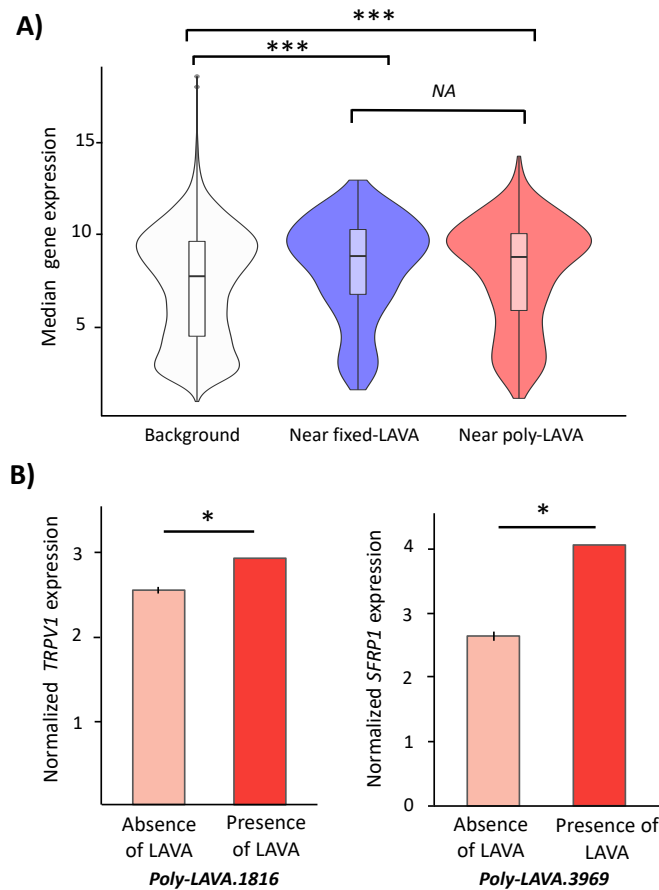 A)
***
***
NA
Median gene expression
15
10
5
Background
Near fixed-LAVA
Near poly-LAVA
B)
Normalized TRPV1 expression
3
2
1
*
Absence of LAVA
Presence of LAVA
Poly-LAVA.1816
Normalized SFRP1 expression
4
3
2
1
0
*
Absence of LAVA
Presence of LAVA
Poly-LAVA.3969